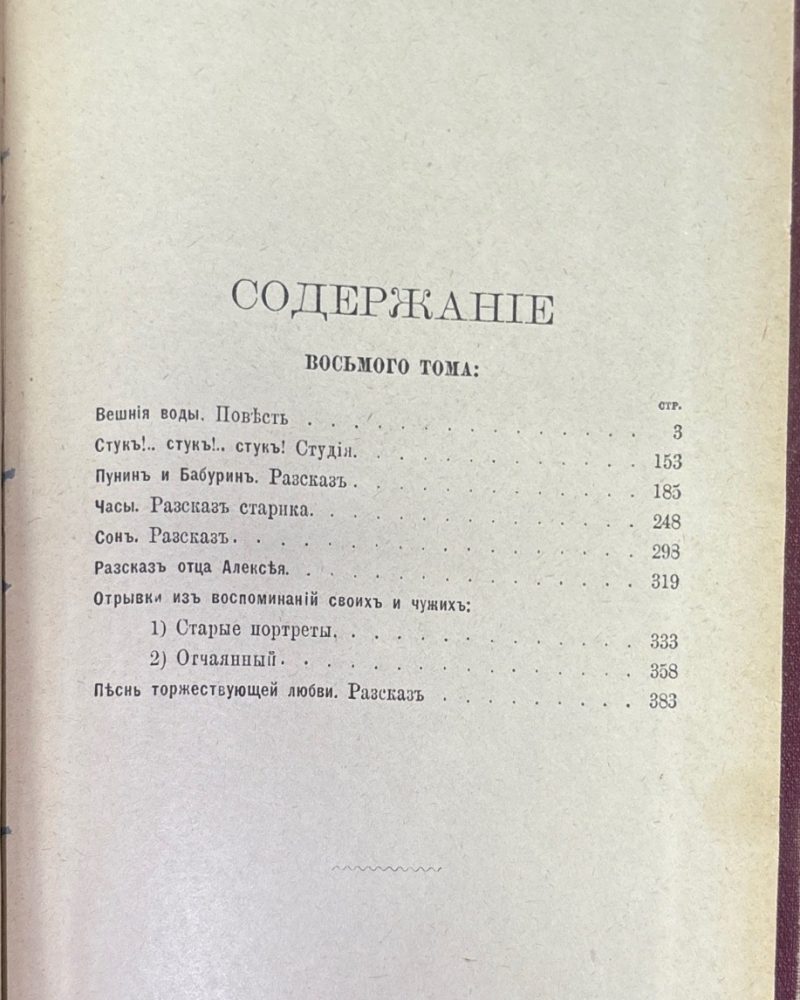 СОДЕРЖАНІЕ
ВОСЬМОГО ТОМА:
СТР.
Вешнія воды. Повѣсть . . . . . . . . . . . . . 3
Стукъ!.. стукъ!.. стукъ! Студія. . . . . . . . . . . . 153
Пунинъ и Бабуринъ. Разсказъ . . . . . . . . . . . . 185
Часы. Разсказъ старика. . . . . . . . . . . . . 248
Сонъ. Разсказъ. . . . . . . . . . . . . . . . 293
Разсказъ отца Алексѣя. . . . . . . . . . . . . . 319
Отрывки изъ воспоминаній своихъ и чужихъ:
1) Старые портреты. . . . . . . . . . . . . 333
2) Отчаянный. . . . . . . . . . . . . . . 358
Пѣснь торжествующей любви. Разсказъ . . . . . . . . . 383